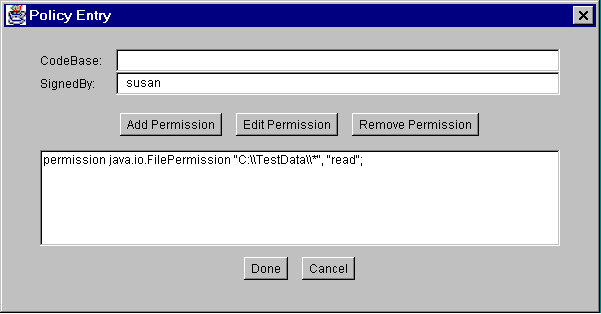 Policy Entry
CodeBase:
SignedBy: susan
Add Permission Edit Permission Remove Permission
permission java.io.FilePermission "C:\\TestData\\*", "read";
Done Cancel